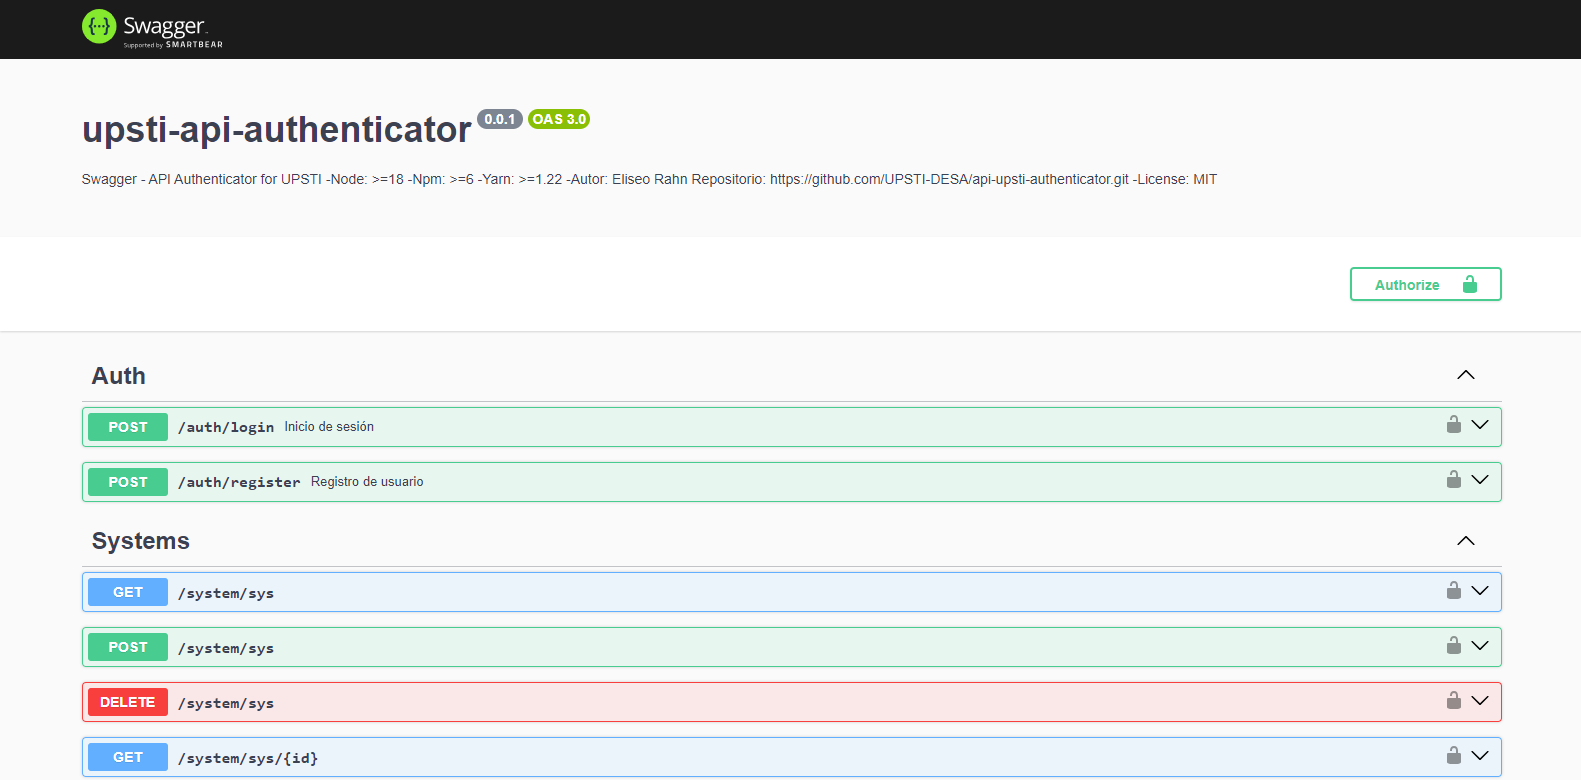 Swagger
Supported by SMARTBEAR
upsti-api-authenticator 0.0.1 OAS 3.0
Swagger - API Authenticator for UPSTI -Node: >=18 -Npm: >=6 -Yarn: >=1.22 -Autor: Eliseo Rahn Repositorio: https://github.com/UPSTI-DESA/api-upsti-authenticator.git -License: MIT
Authorize
Auth
POST /auth/login Inicio de sesión
POST /auth/register Registro de usuario
Systems
GET /system/sys
POST /system/sys
DELETE /system/sys
GET /system/sys/{id}